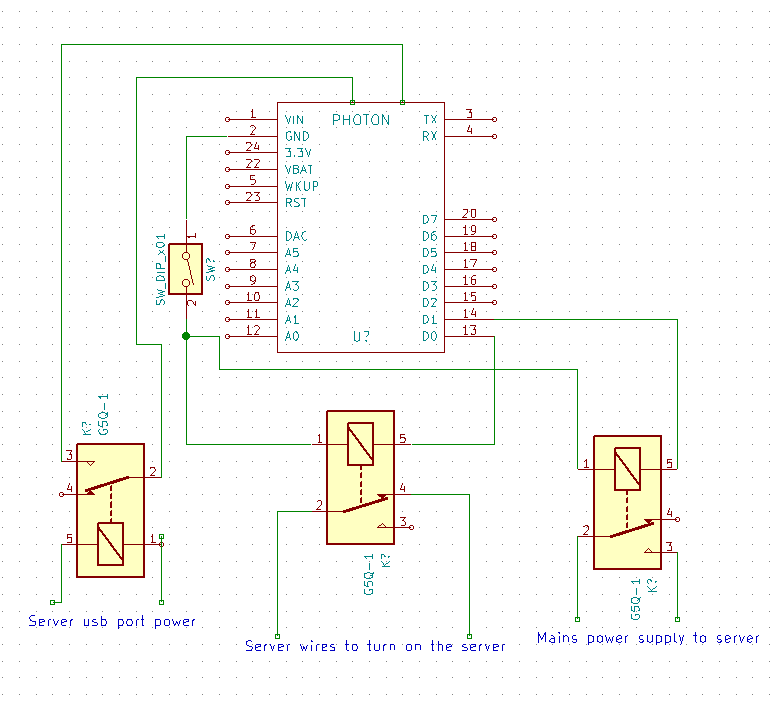 PHOTON
1 VIN TX 3
2 GND RX 4
24 3.3V
22 VBAT
5 WKUP
23 RST
D7 20
6 DAC D6 19
7 A5 D5 18
8 A4 D4 17
9 A3 D3 16
10 A2 D2 15
11 A1 D1 14
12 A0 U? D0 13
SW_DIP_x01
SW?
1
2
K?
G5Q-1
3
2
4
5
1
Server usb port power
1
5
4
2
3
G5Q-1
K?
Server wires to turn on the server
1
5
4
2
3
G5Q-1
K?
Mains power supply to server